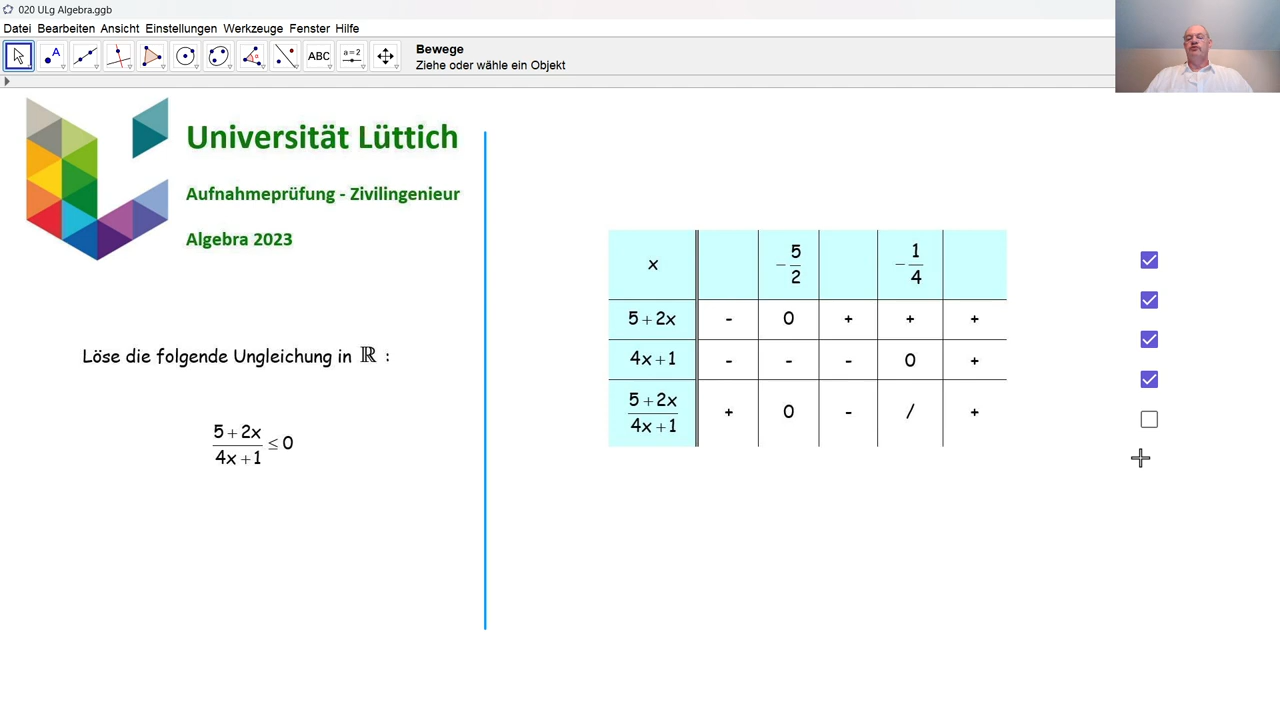 020 ULg Algebra.ggb
Datei Bearbeiten Ansicht Einstellungen Werkzeuge Fenster Hilfe
A ABC a=2
Bewege
Ziehe oder wähle ein Objekt
Universität Lüttich
Aufnahmeprüfung - Zivilingenieur
Algebra 2023
Löse die folgende Ungleichung in ℝ :
(5+2x)/(4x+1) ≤ 0
x -5/2 -1/4
5+2x - 0 + + +
4x+1 - - - 0 +
(5+2x)/(4x+1) + 0 - / +